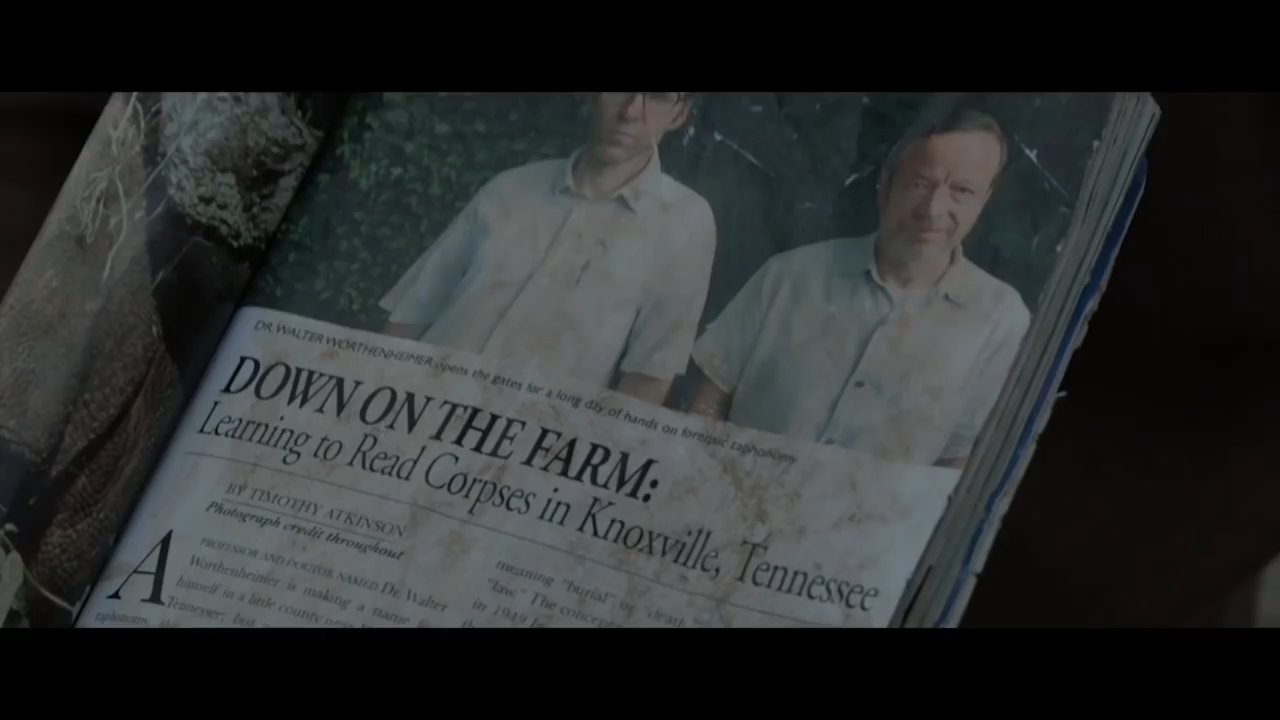 DR. WALTER WORTHENHEIMER opens the gates for a long day of hands on forensic taphonomy
DOWN ON THE FARM:
Learning to Read Corpses in Knoxville, Tennessee
BY TIMOTHY ATKINSON
Photograph credit throughout
A PROFESSOR AND DOCTOR NAMED Dr. Walter
Worthenheimer is making a name
himself in a little county
Tennessee; but
meaning "burial" or "death
"law." The concept
in 1949